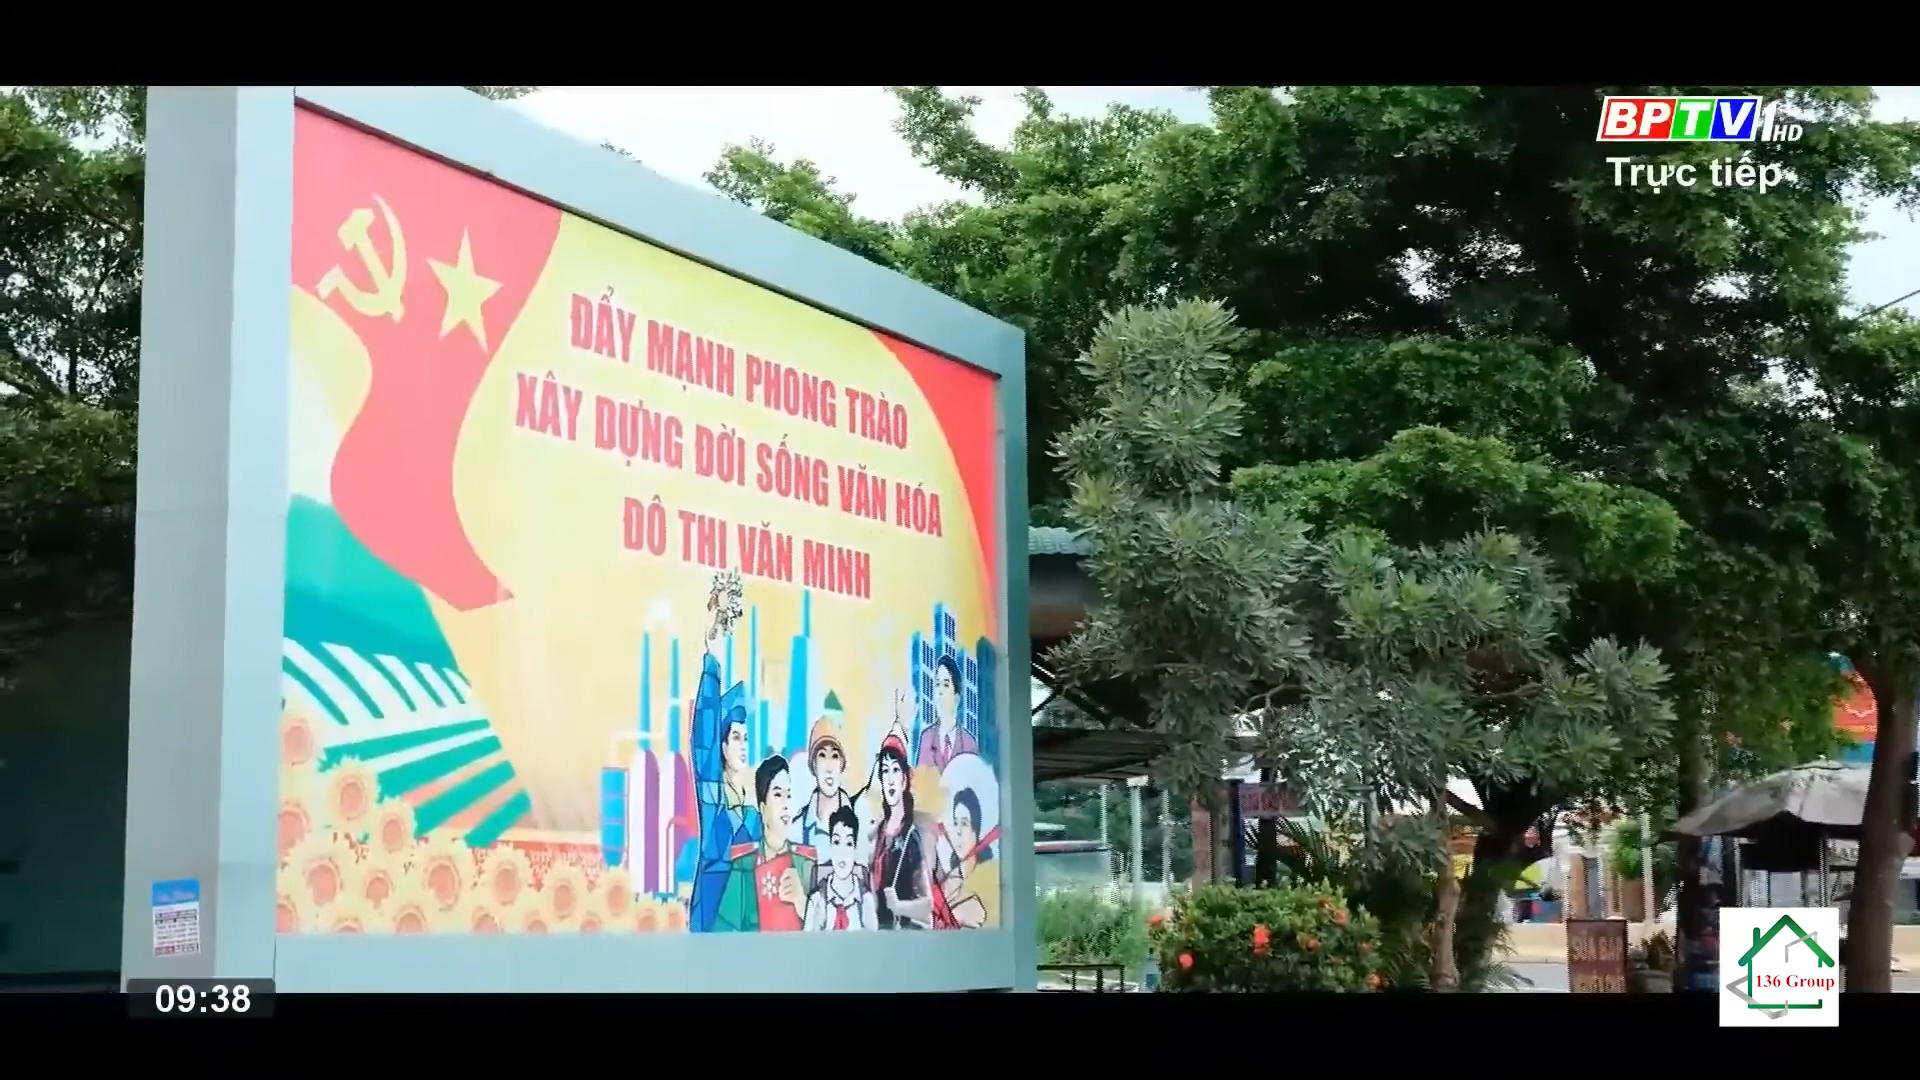 BPTV1 HD
Trực tiếp
ĐẨY MẠNH PHONG TRÀO
XÂY DỰNG ĐỜI SỐNG VĂN HÓA
ĐÔ THỊ VĂN MINH
09:38
136 Group